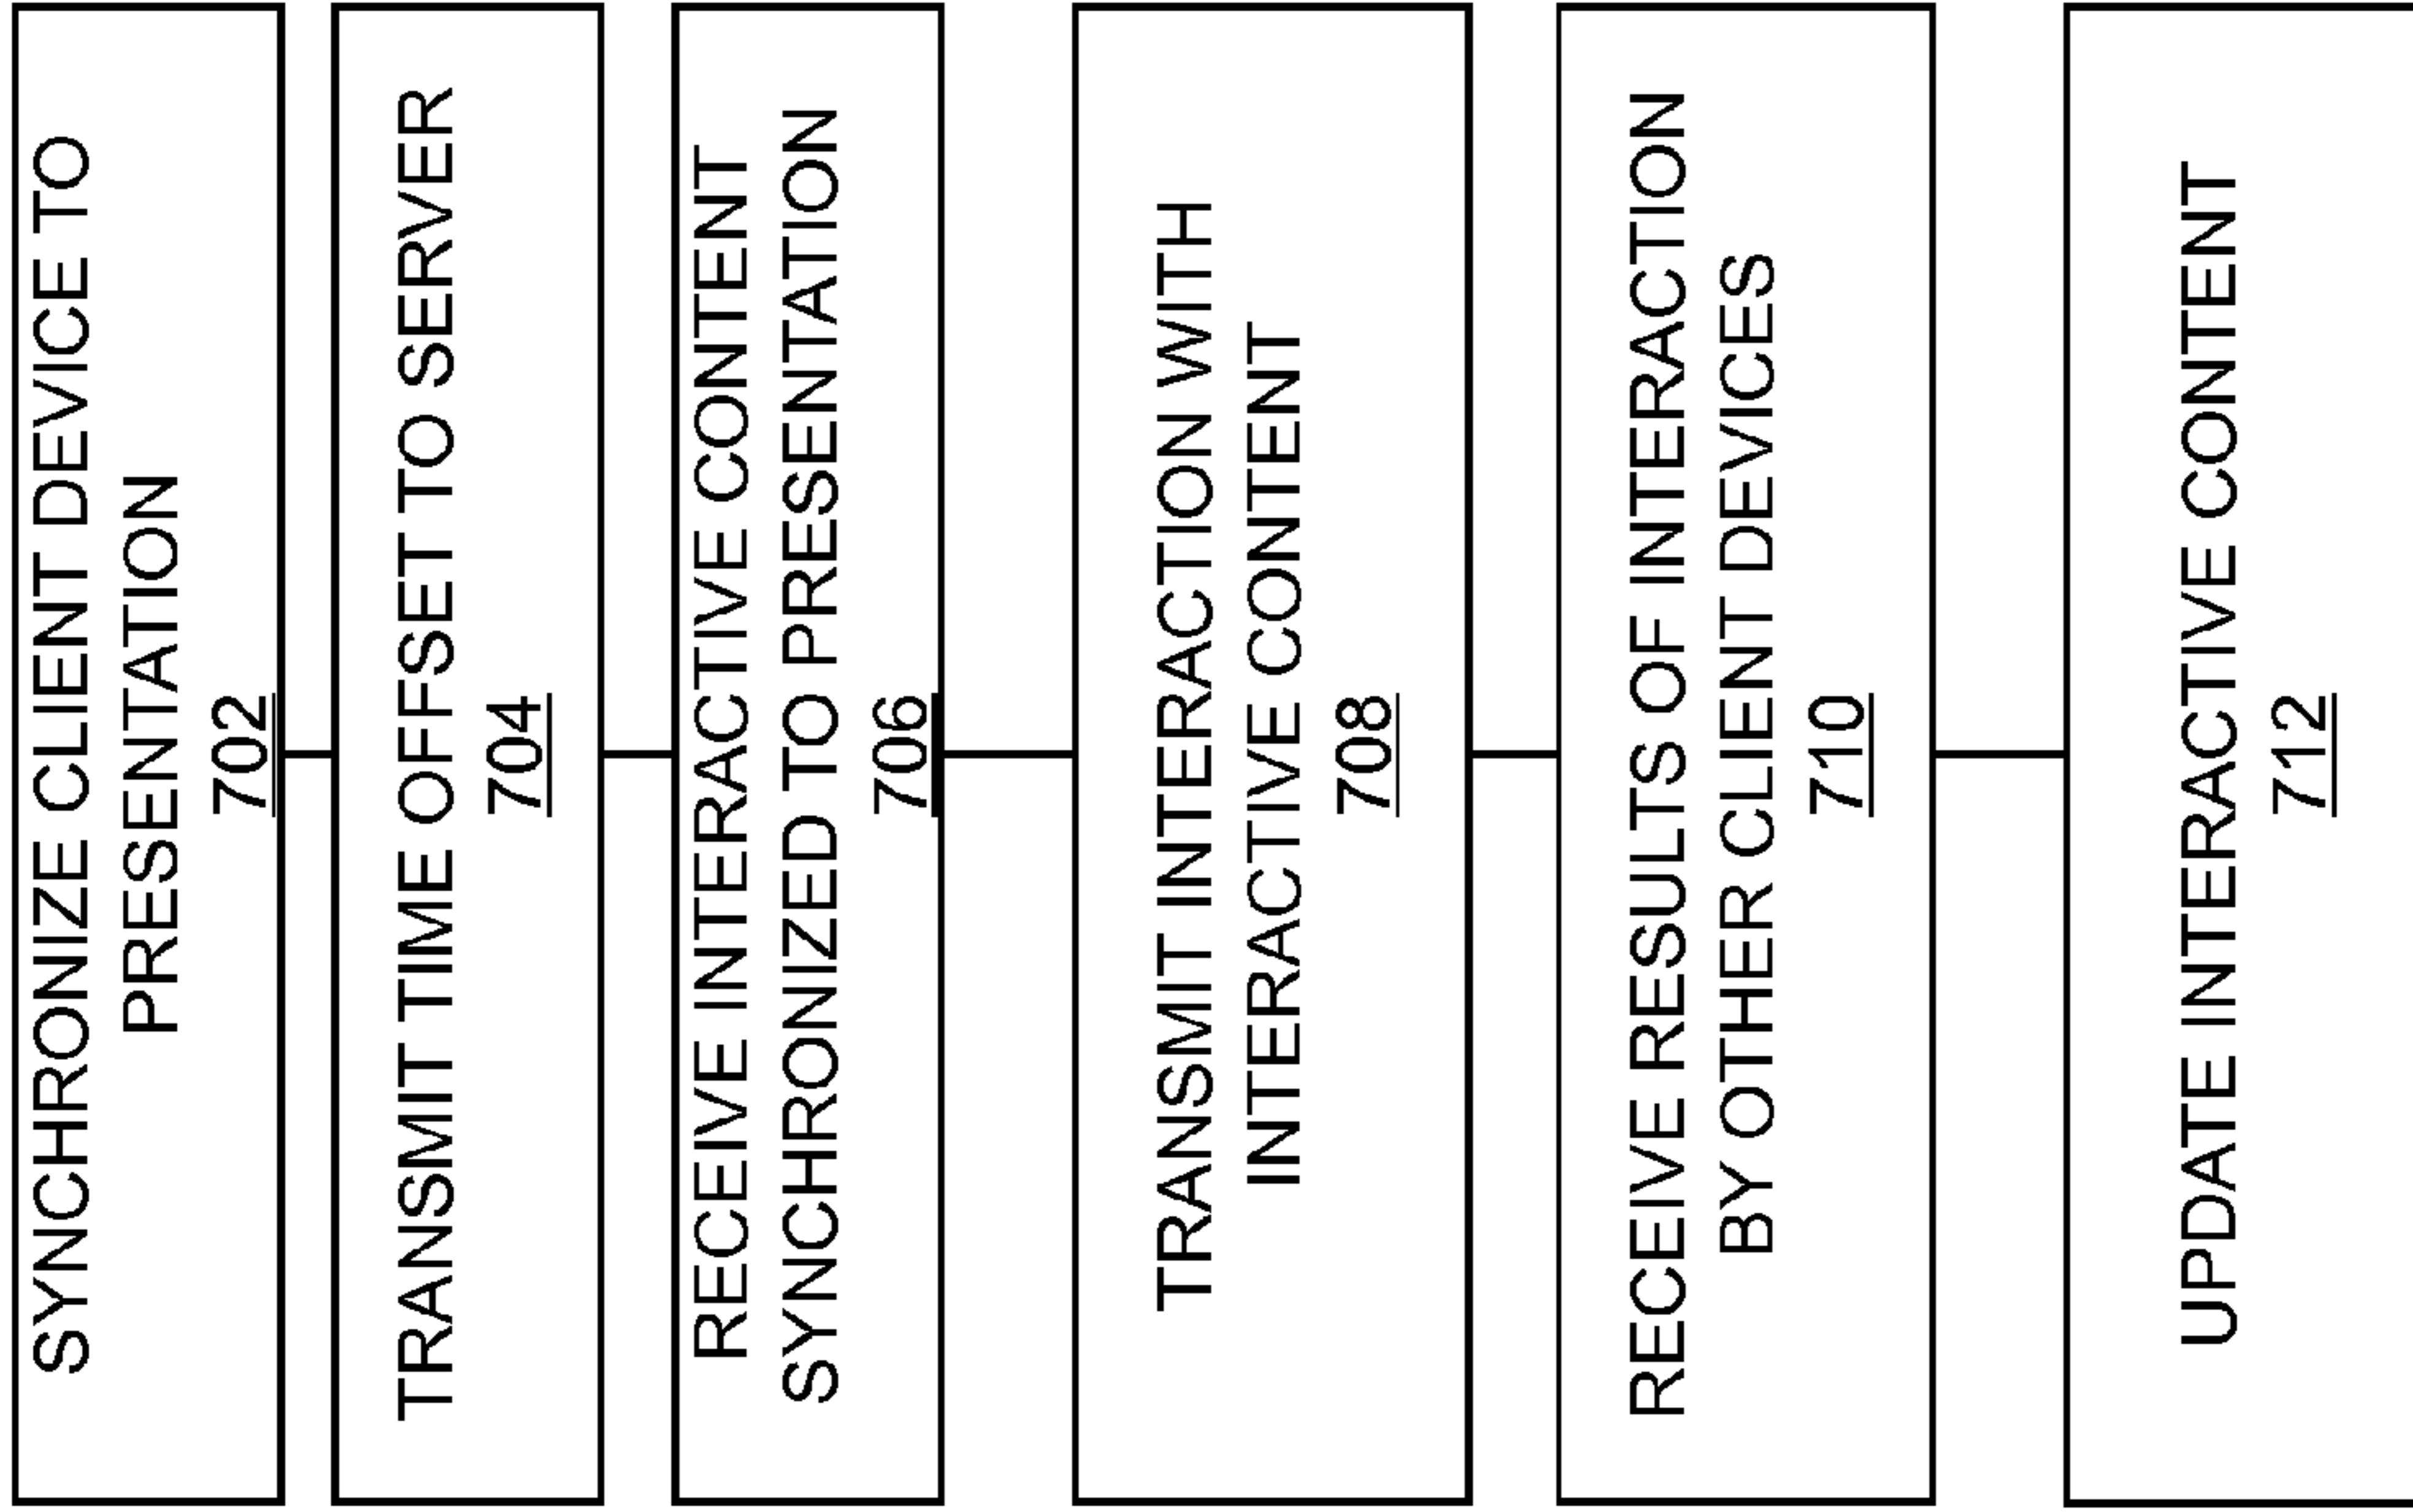 SYNCHRONIZE CLIENT DEVICE TO
PRESENTATION
702
TRANSMIT TIME OFFSET TO SERVER
704
RECEIVE INTERACTIVE CONTENT
SYNCHRONIZED TO PRESENTATION
706
TRANSMIT INTERACTION WITH
INTERACTIVE CONTENT
708
RECEIVE RESULTS OF INTERACTION
BY OTHER CLIENT DEVICES
710
UPDATE INTERACTIVE CONTENT
712